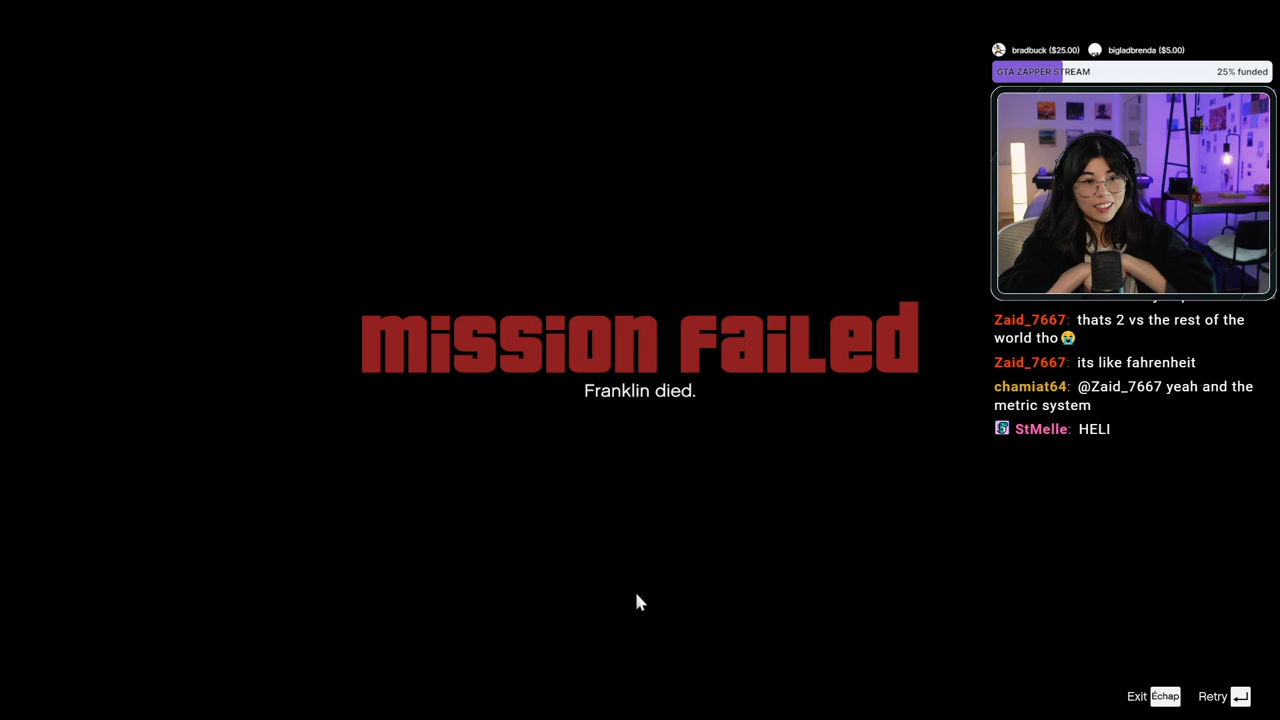 bradbuck ($25.00) bigladbrenda ($5.00)
GTA ZAPPER STREAM 25% funded
Zaid_7667: thats 2 vs the rest of the
world tho😭
Zaid_7667: its like fahrenheit
chamiat64: @Zaid_7667 yeah and the
metric system
StMelle: HELI
mission failed
Franklin died.
Exit Échap Retry